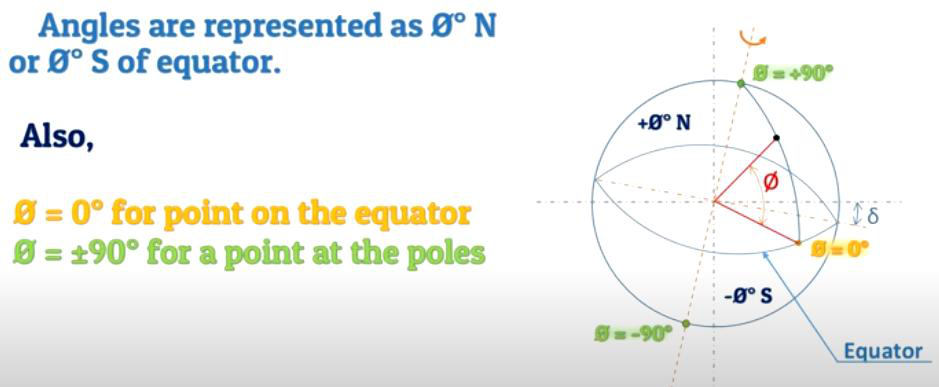 Angles are represented as Ø° N
or Ø° S of equator.
Also,
Ø = 0° for point on the equator
Ø = ±90° for a point at the poles
Ø = +90°
+Ø° N
Ø
δ
Ø = 0°
-Ø° S
Ø = -90°
Equator